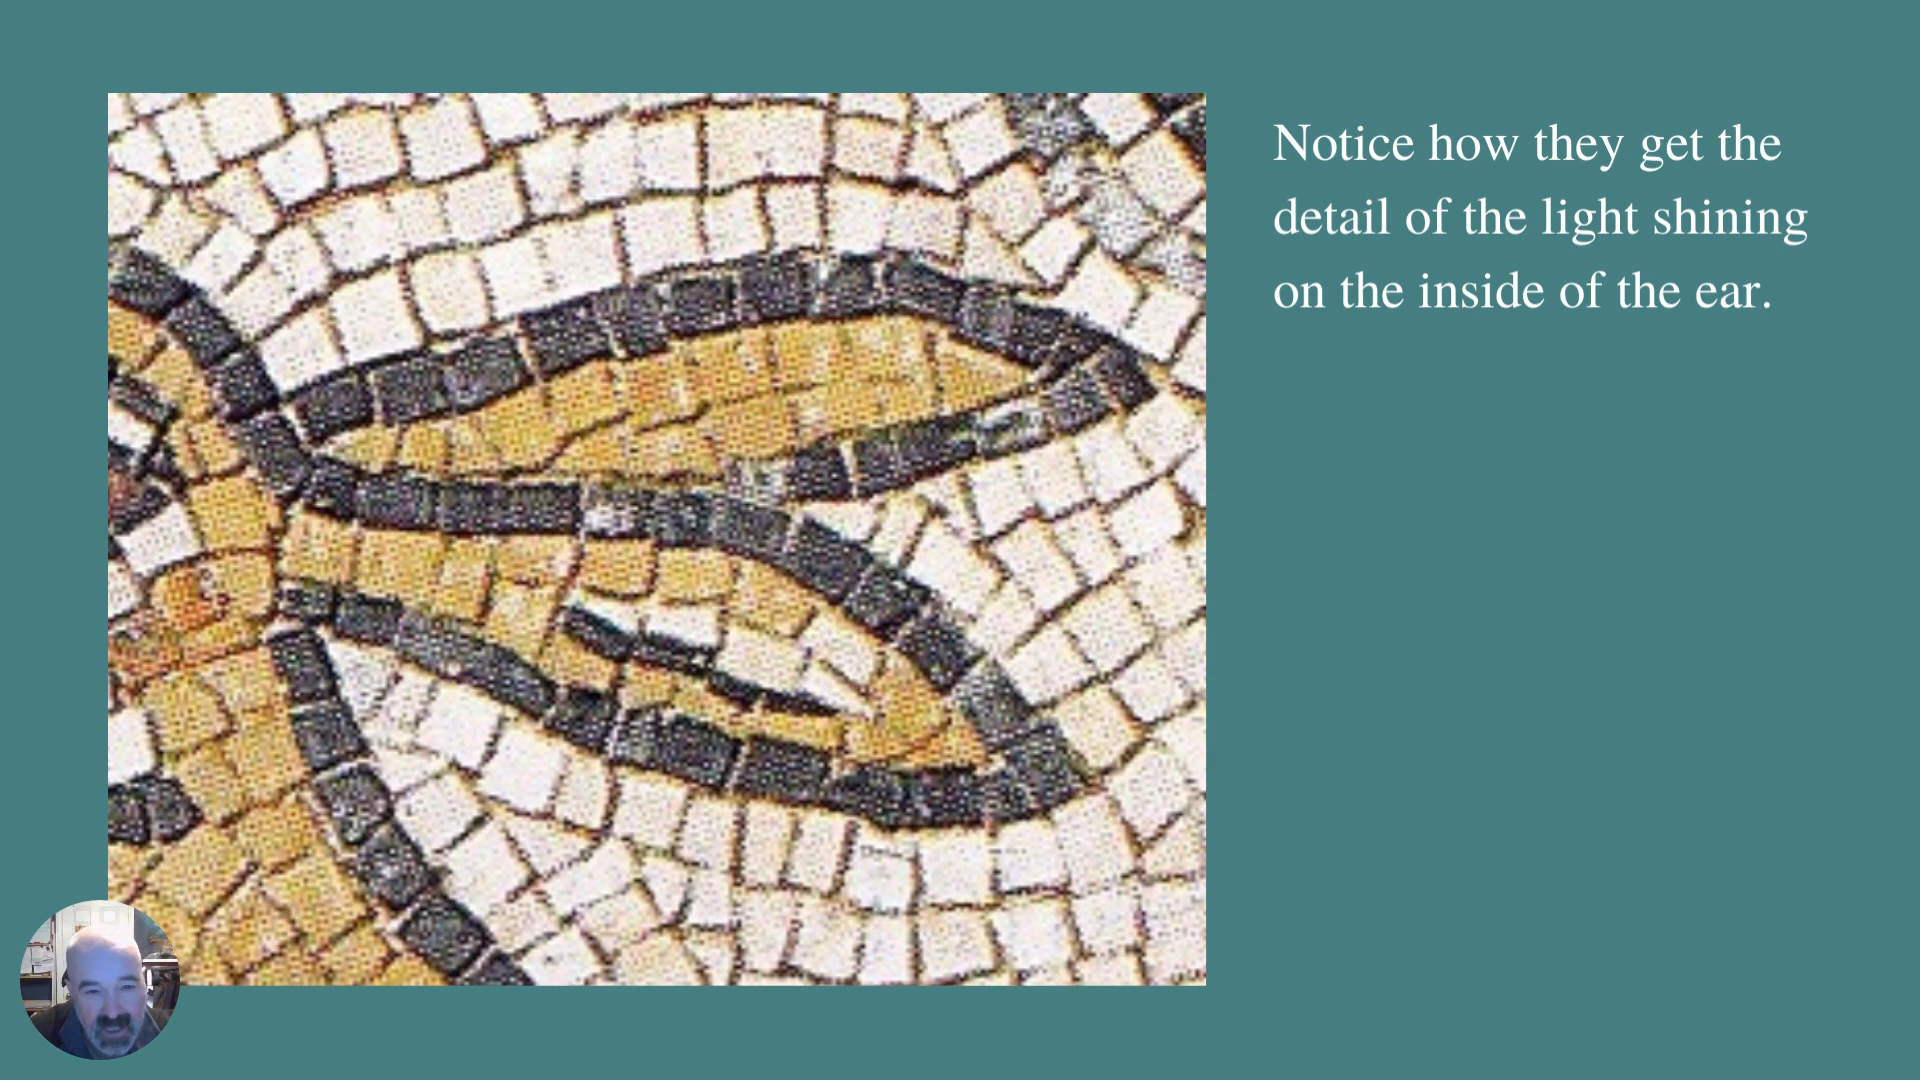 Notice how they get the
detail of the light shining
on the inside of the ear.